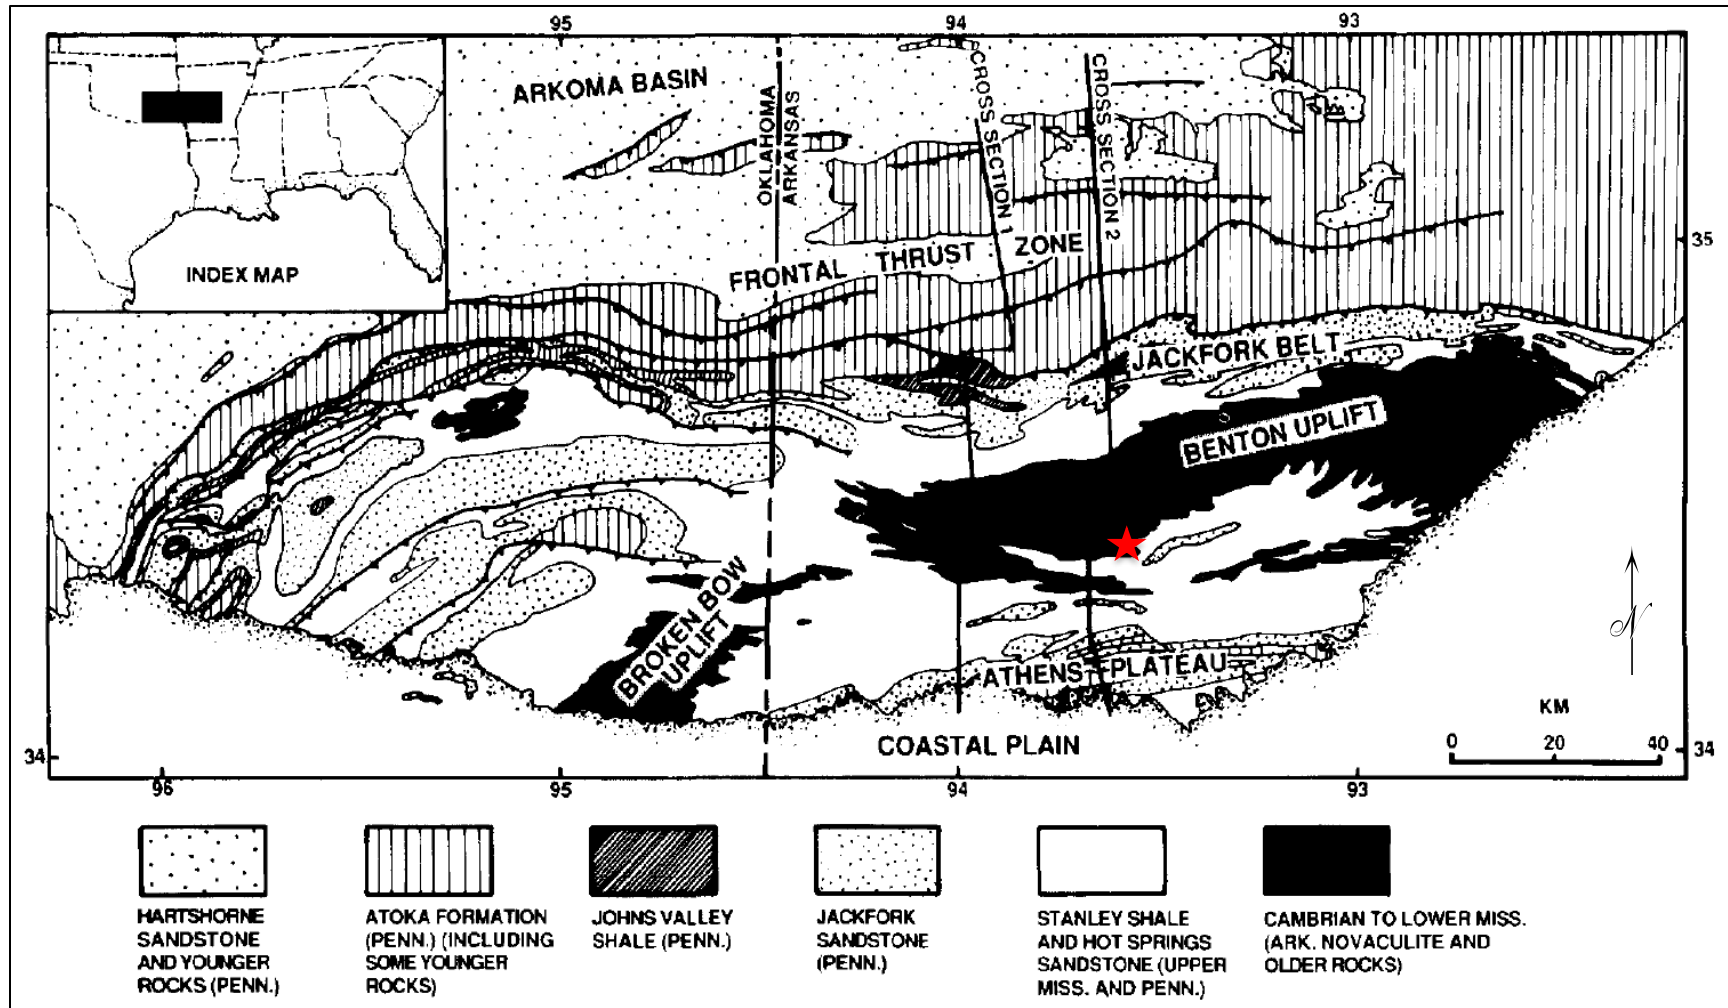 95
94
93
ARKOMA BASIN
OKLAHOMA
ARKANSAS
CROSS SECTION 1
CROSS SECTION 2
INDEX MAP
FRONTAL THRUST ZONE
35
JACKFORK BELT
BENTON UPLIFT
BROKEN BOW
UPLIFT
ATHENS PLATEAU
COASTAL PLAIN
N
KM
0 20 40
34
34
96
95
94
93
HARTSHORNE
SANDSTONE
AND YOUNGER
ROCKS (PENN.)
ATOKA FORMATION
(PENN.) (INCLUDING
SOME YOUNGER
ROCKS)
JOHNS VALLEY
SHALE (PENN.)
JACKFORK
SANDSTONE
(PENN.)
STANLEY SHALE
AND HOT SPRINGS
SANDSTONE (UPPER
MISS. AND PENN.)
CAMBRIAN TO LOWER MISS.
(ARK. NOVACULITE AND
OLDER ROCKS)